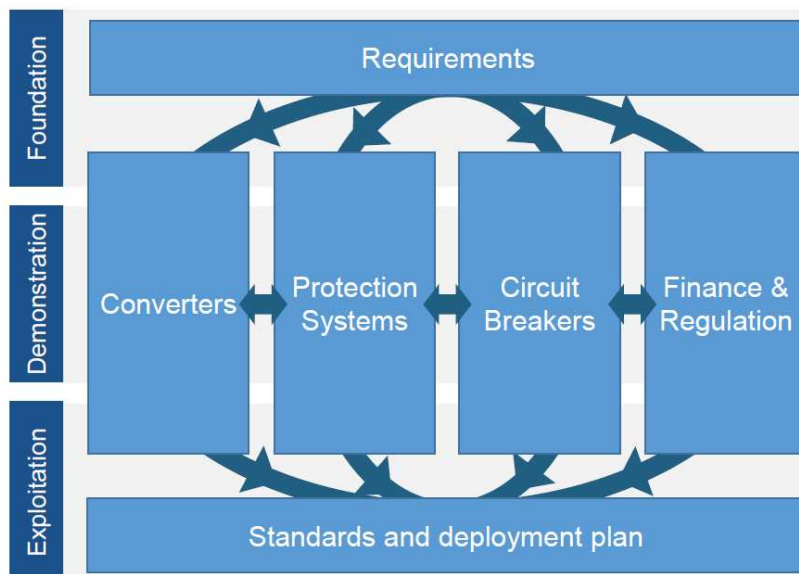 Foundation
Requirements
Demonstration
Converters
Protection
Systems
Circuit
Breakers
Finance &
Regulation
Exploitation
Standards and deployment plan